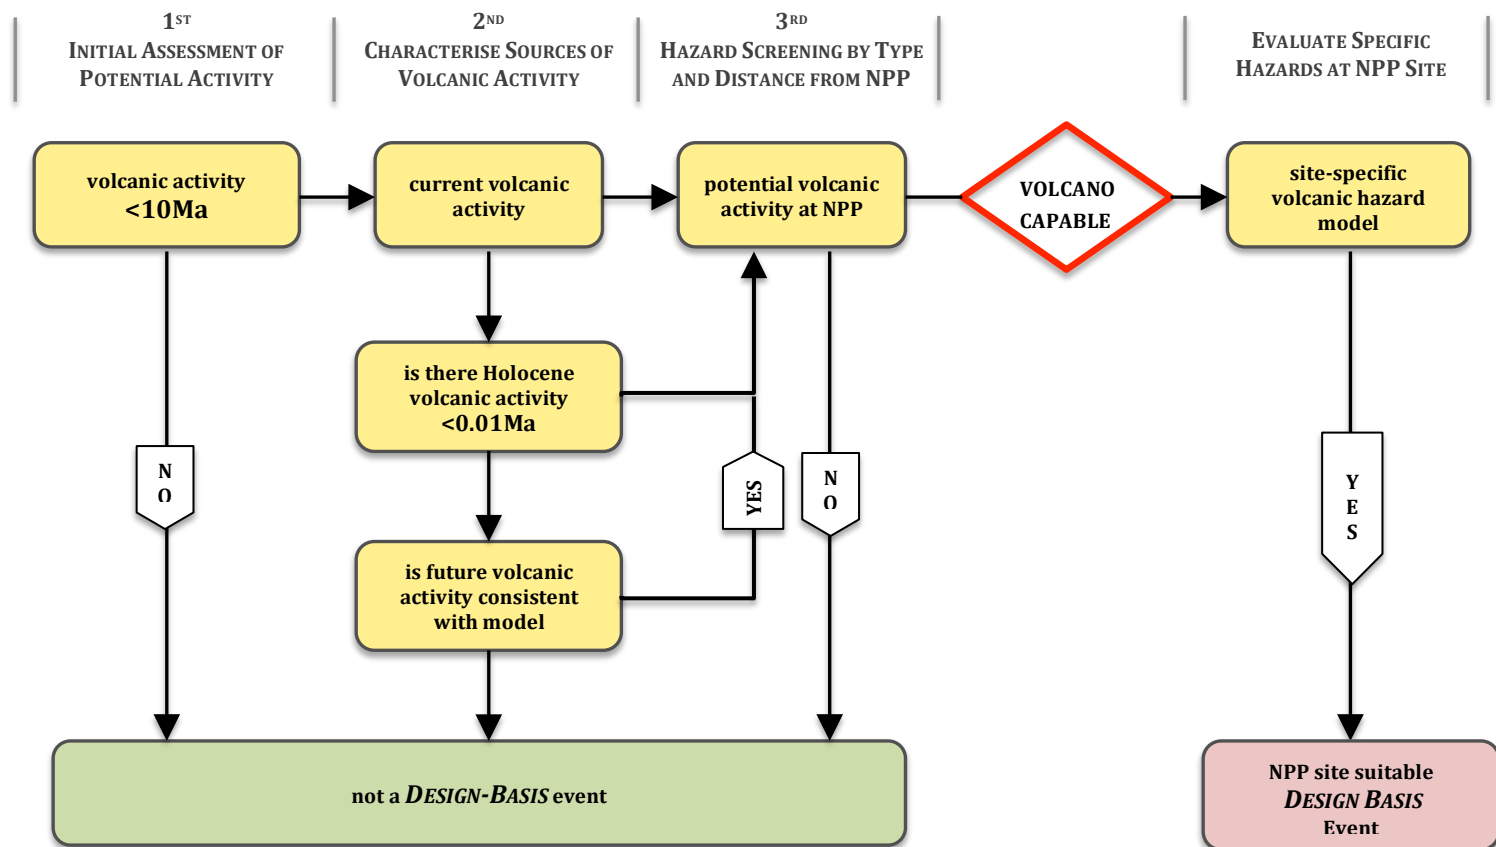 1ST
INITIAL ASSESSMENT OF
POTENTIAL ACTIVITY
2ND
CHARACTERISE SOURCES OF
VOLCANIC ACTIVITY
3RD
HAZARD SCREENING BY TYPE
AND DISTANCE FROM NPP
EVALUATE SPECIFIC
HAZARDS AT NPP SITE
volcanic activity
<10Ma
current volcanic
activity
potential volcanic
activity at NPP
VOLCANO
CAPABLE
site-specific
volcanic hazard
model
is there Holocene
volcanic activity
<0.01Ma
N
O
YES
N
O
Y
E
S
is future volcanic
activity consistent
with model
not a DESIGN-BASIS event
NPP site suitable
DESIGN BASIS
Event